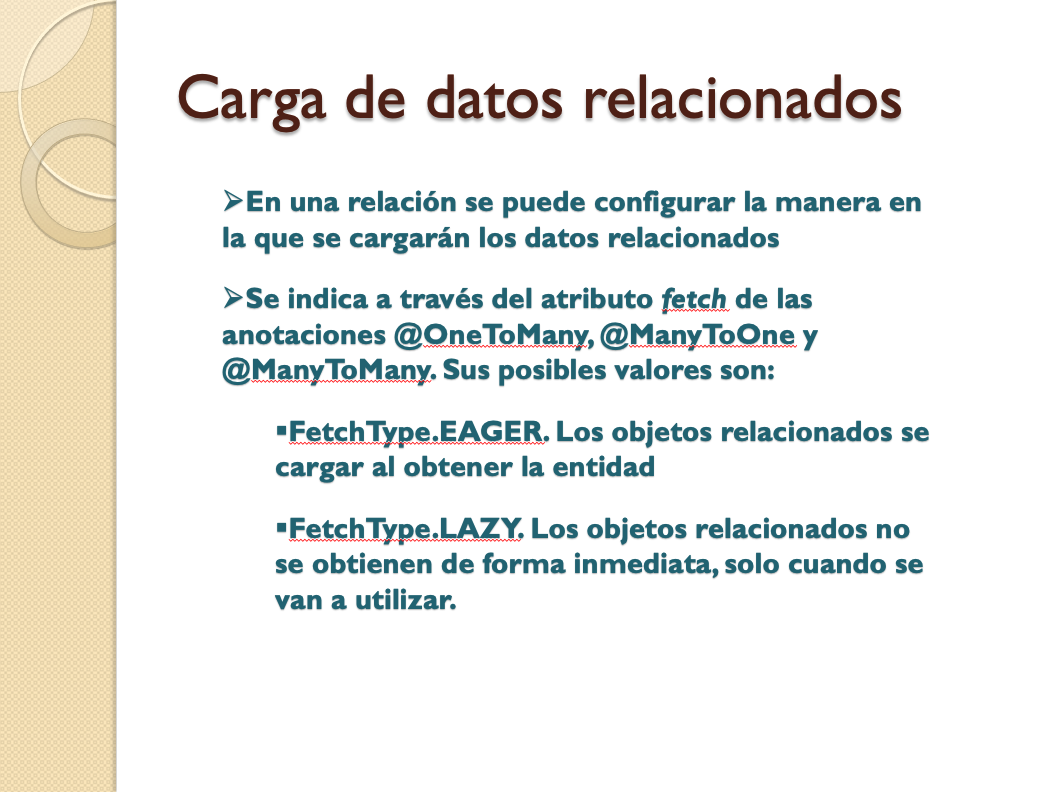 Carga de datos relacionados
➢En una relación se puede configurar la manera en
la que se cargarán los datos relacionados
➢Se indica a través del atributo fetch de las
anotaciones @OneToMany, @ManyToOne y
@ManyToMany. Sus posibles valores son:
▪FetchType.EAGER. Los objetos relacionados se
cargar al obtener la entidad
▪FetchType.LAZY. Los objetos relacionados no
se obtienen de forma inmediata, solo cuando se
van a utilizar.